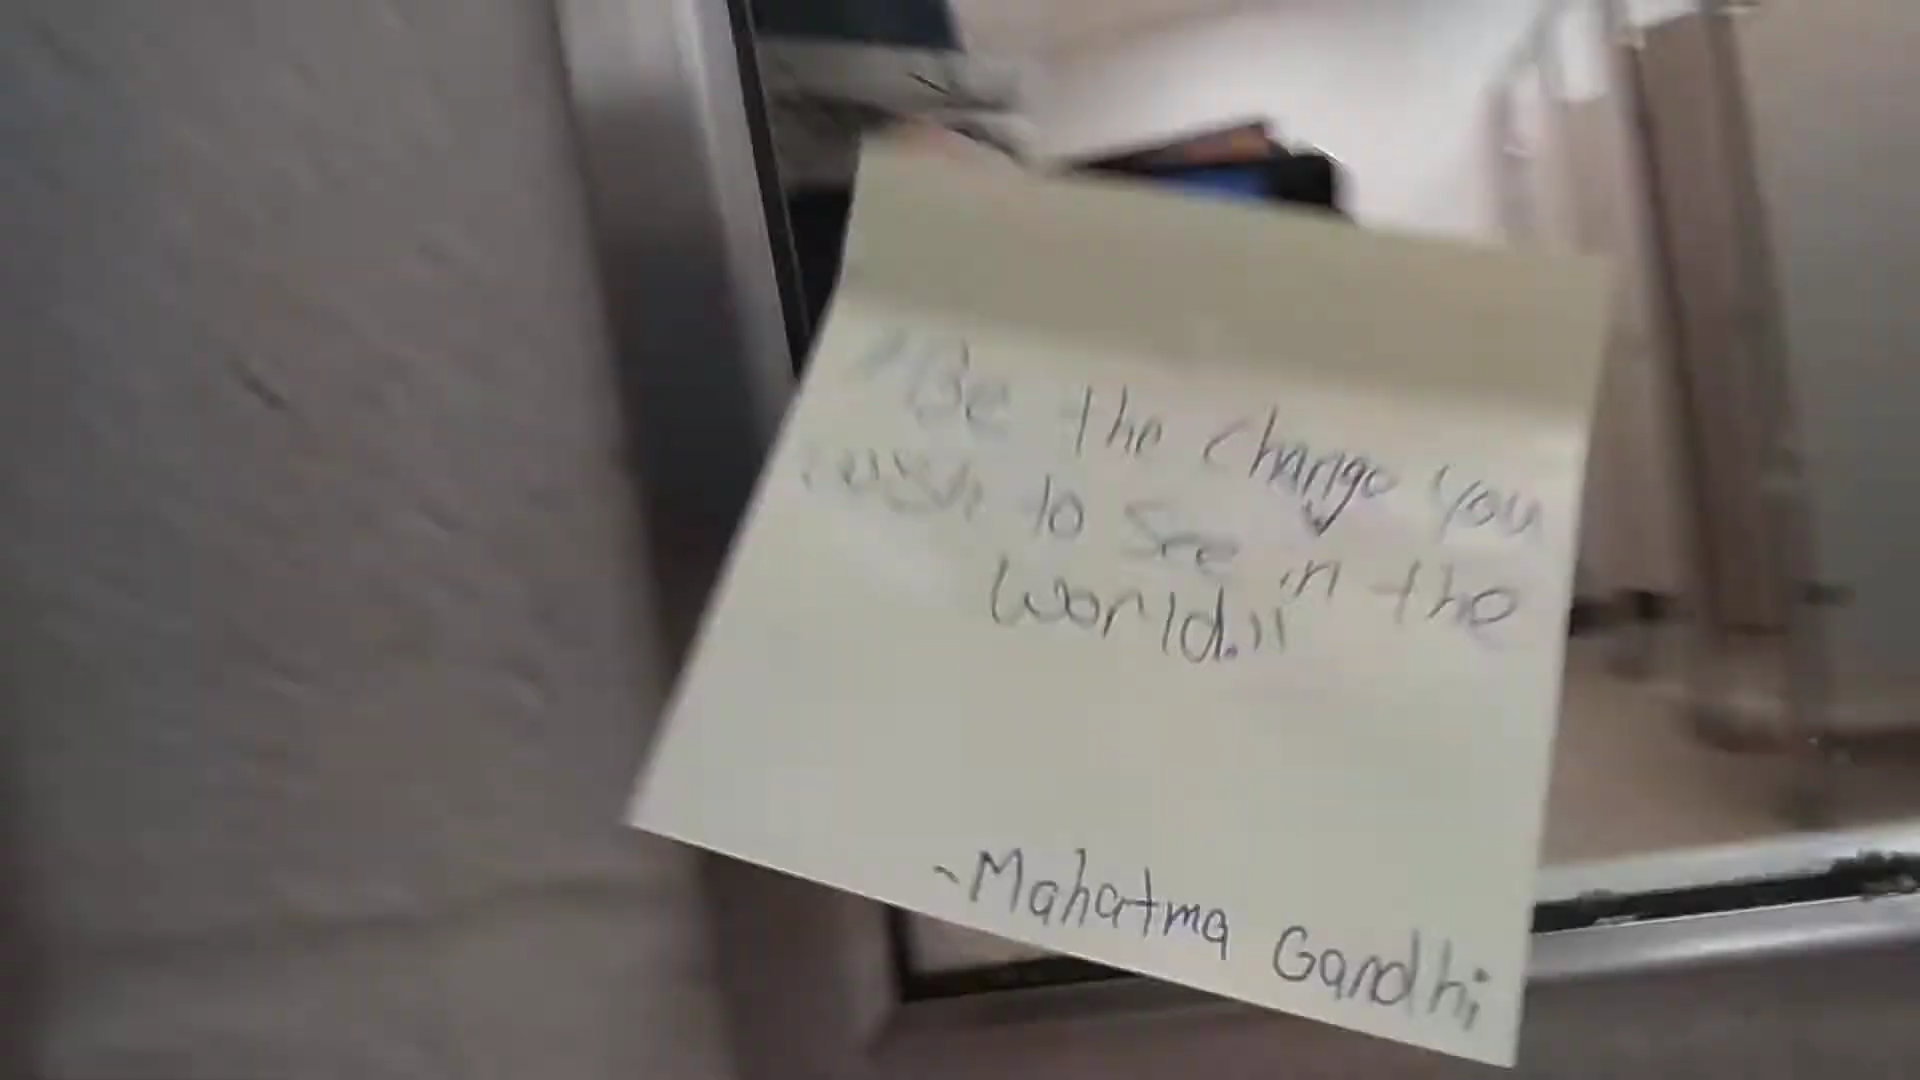 "Be the change you
wish to see in the
world."
-Mahatma Gandhi